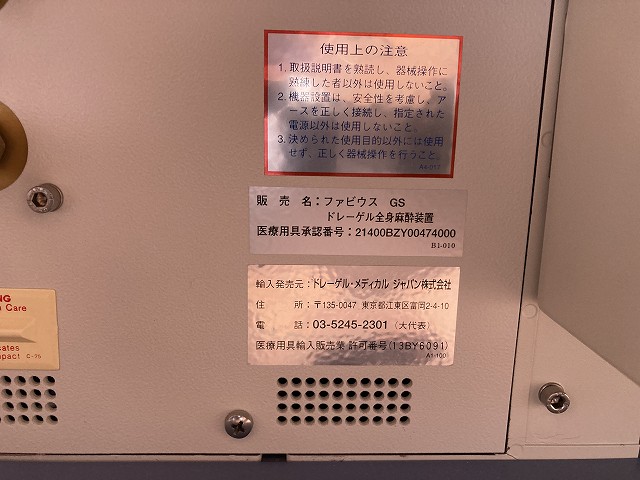 使用上の注意
1. 取扱説明書を熟読し、器械操作に
熟練した者以外は使用しないこと。
2. 機器設置は、安全性を考慮し、ア
ースを正しく接続し、指定された
電源以外は使用しないこと。
3. 決められた使用目的以外には使用
せず、正しく器械操作を行うこと。
A4-017
販 売 名：ファビウス GS
ドレーゲル全身麻酔装置
医療用具承認番号：21400BZY00474000
B1-010
輸入発売元：ドレーゲル・メディカル ジャパン株式会社
住 所：〒135-0047 東京都江東区富岡2-4-10
電 話：03-5245-2301（大代表）
医療用具輸入販売業 許可番号(13BY6091)
A1-100
NG
Care
cates
mpact C-75